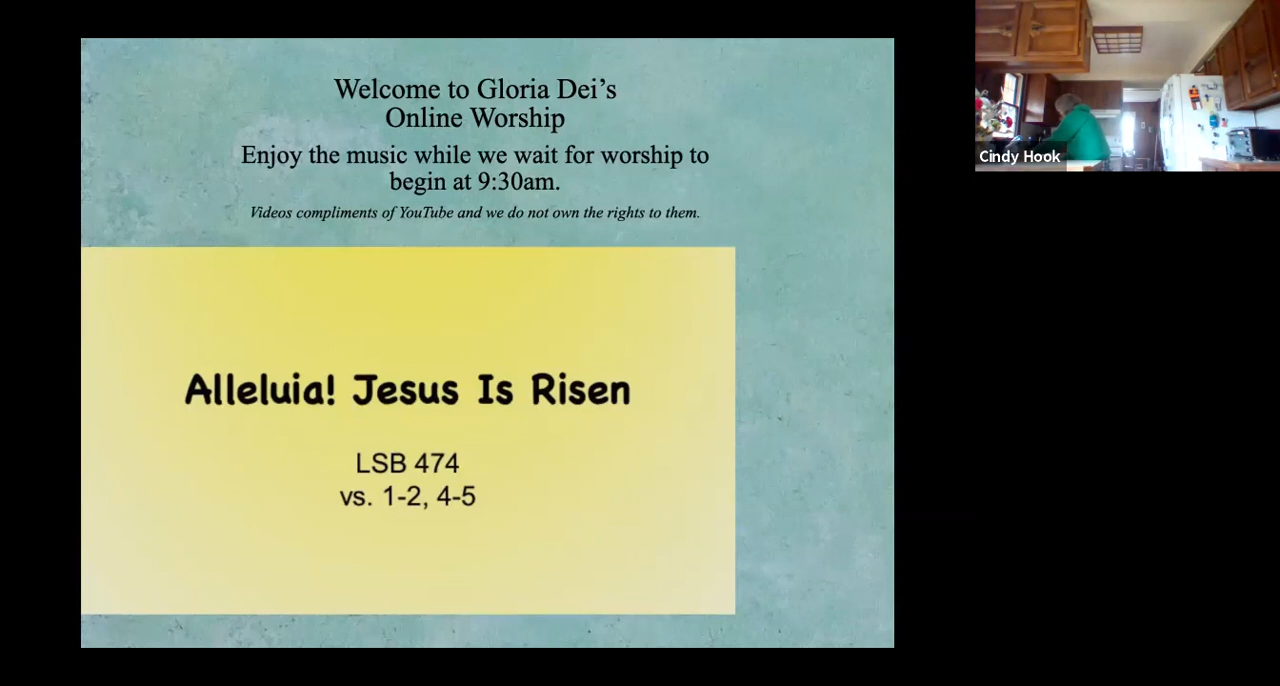 Welcome to Gloria Dei’s
Online Worship
Enjoy the music while we wait for worship to
begin at 9:30am.
Videos compliments of YouTube and we do not own the rights to them.
Alleluia! Jesus Is Risen
LSB 474
vs. 1-2, 4-5
Cindy Hook